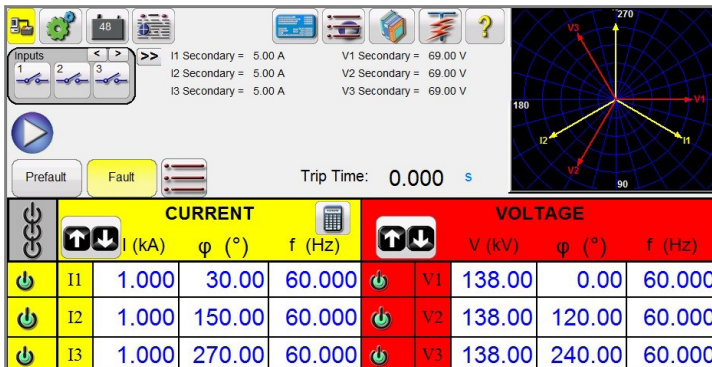 48
?
Inputs < > >>
1 2 3
I1 Secondary = 5.00 A V1 Secondary = 69.00 V
I2 Secondary = 5.00 A V2 Secondary = 69.00 V
I3 Secondary = 5.00 A V3 Secondary = 69.00 V
270
V3
180 V1
I2 I1
V2
90
Prefault Fault Trip Time: 0.000 s
CURRENT VOLTAGE
I (kA) φ (°) f (Hz) V (kV) φ (°) f (Hz)
I1 1.000 30.00 60.000 V1 138.00 0.00 60.000
I2 1.000 150.00 60.000 V2 138.00 120.00 60.000
I3 1.000 270.00 60.000 V3 138.00 240.00 60.000